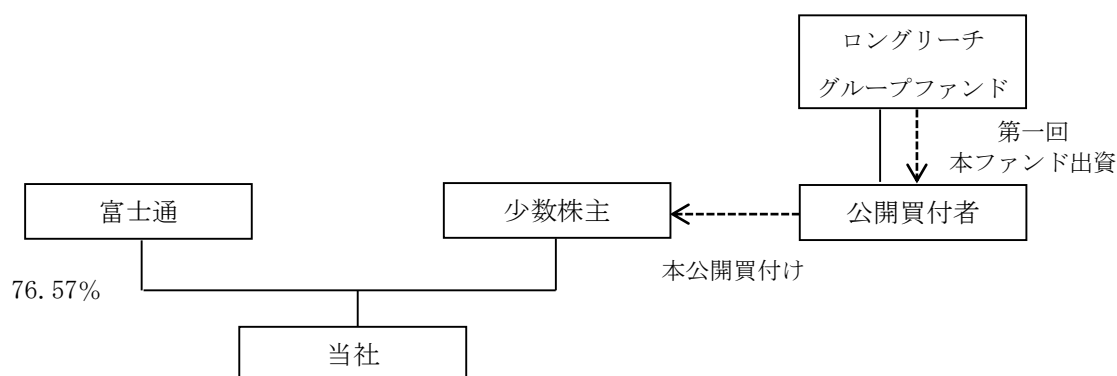 ロングリーチ
グループファンド
第一回
本ファンド出資
富士通
少数株主
公開買付者
本公開買付け
76.57%
当社